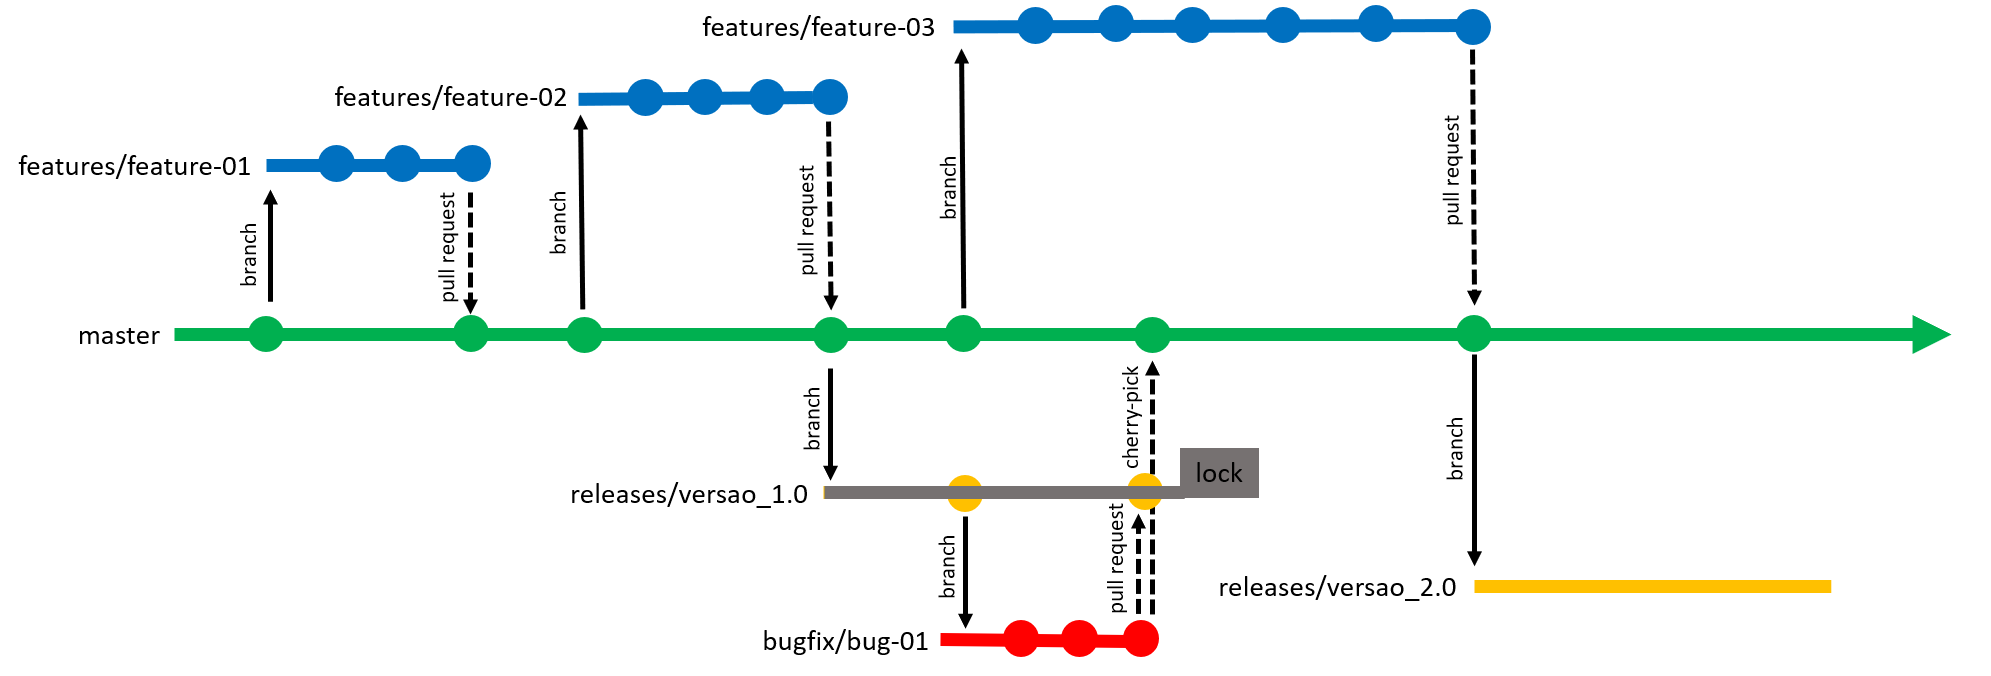 features/feature-03
features/feature-02
features/feature-01
branch
pull request
branch
pull request
branch
pull request
master
branch
cherry-pick
branch
lock
releases/versao_1.0
branch
pull request
releases/versao_2.0
bugfix/bug-01